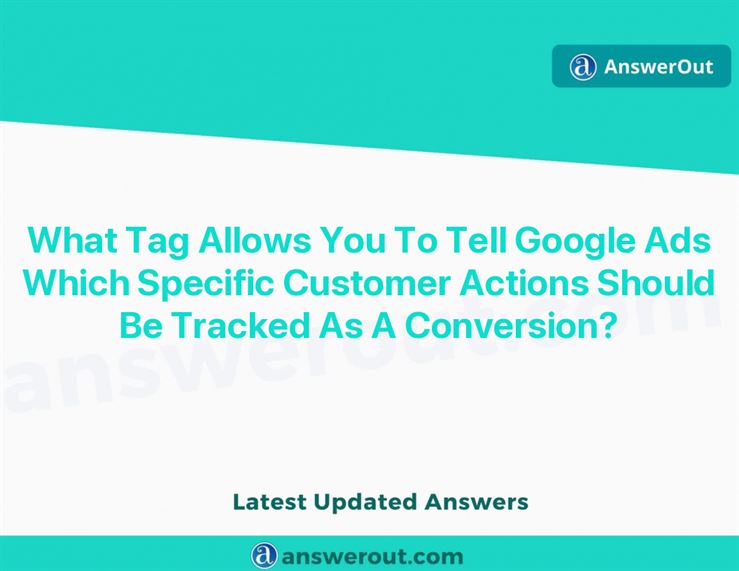 a AnswerOut
What Tag Allows You To Tell Google Ads
Which Specific Customer Actions Should
Be Tracked As A Conversion?
answerout.com
Latest Updated Answers
a answerout.com